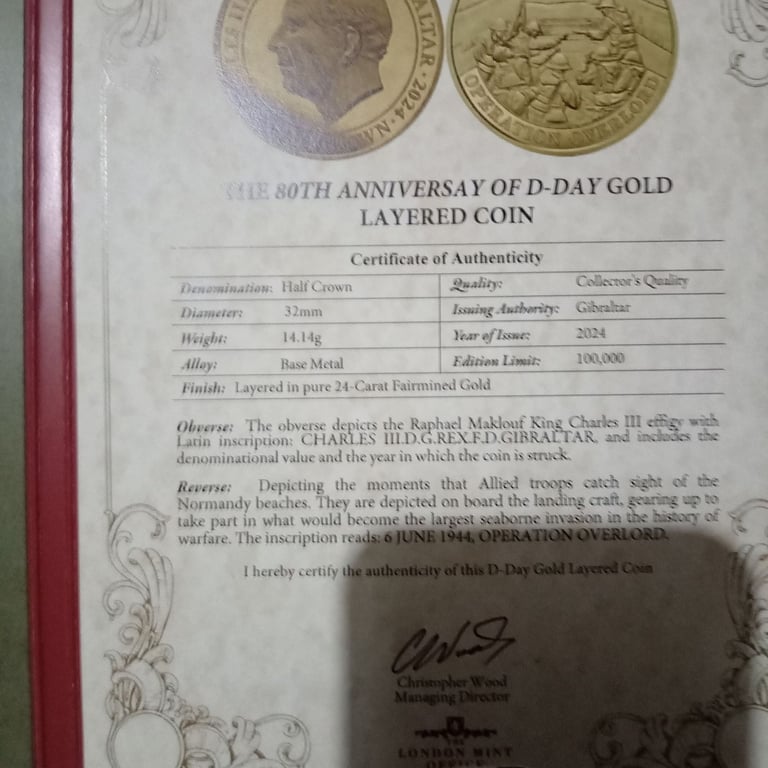 ALTAR · 2024 ·
OPERATION OVERLORD
THE 80TH ANNIVERSAY OF D-DAY GOLD
LAYERED COIN
Certificate of Authenticity
Denomination: Half Crown
Quality: Collector's Quality
Diameter: 32mm
Issuing Authority: Gibraltar
Weight: 14.14g
Year of Issue: 2024
Alloy: Base Metal
Edition Limit: 100,000
Finish: Layered in pure 24-Carat Fairmined Gold
Obverse: The obverse depicts the Raphael Maklouf King Charles III effigy with
Latin inscription: CHARLES III.D.G.REX.F.D.GIBRALTAR, and includes the
denominational value and the year in which the coin is struck.
Reverse: Depicting the moments that Allied troops catch sight of the
Normandy beaches. They are depicted on board the landing craft, gearing up to
take part in what would become the largest seaborne invasion in the history of
warfare. The inscription reads: 6 JUNE 1944, OPERATION OVERLORD.
I hereby certify the authenticity of this D-Day Gold Layered Coin
Christopher Wood
Managing Director
THE
LONDON MINT
OFFICE